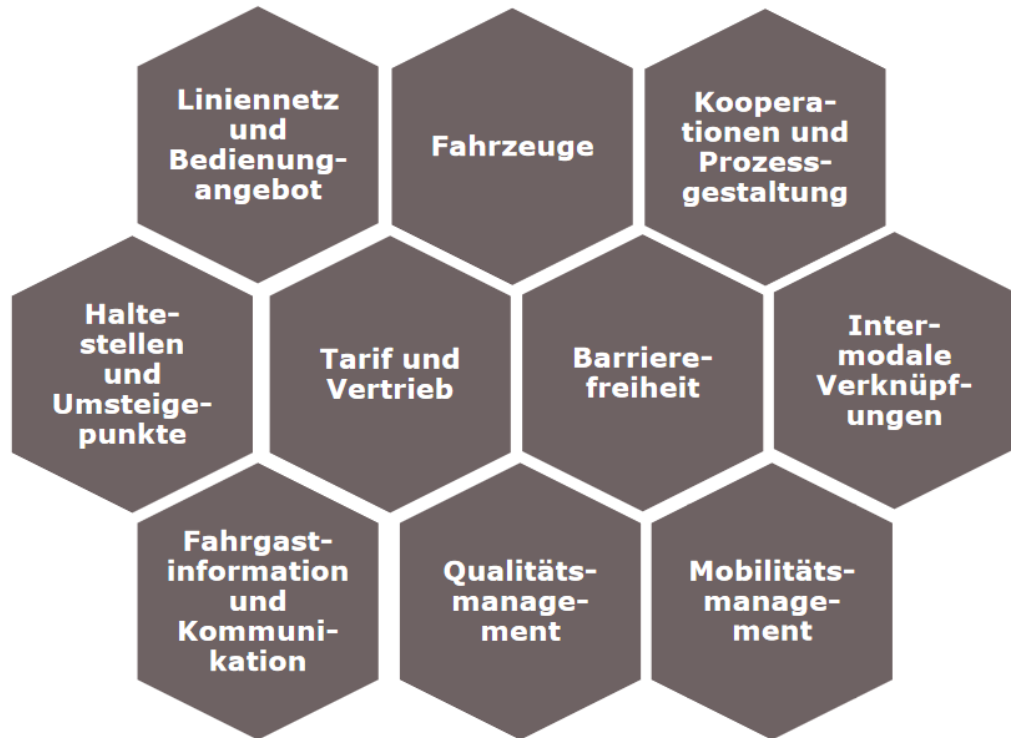 Liniennetz
und
Bedienung-
angebot
Fahrzeuge
Koopera-
tionen und
Prozess-
gestaltung
Halte-
stellen
und
Umsteige-
punkte
Tarif und
Vertrieb
Barriere-
freiheit
Inter-
modale
Verknüpf-
ungen
Fahrgast-
information
und
Kommuni-
kation
Qualitäts-
manage-
ment
Mobilitäts-
manage-
ment